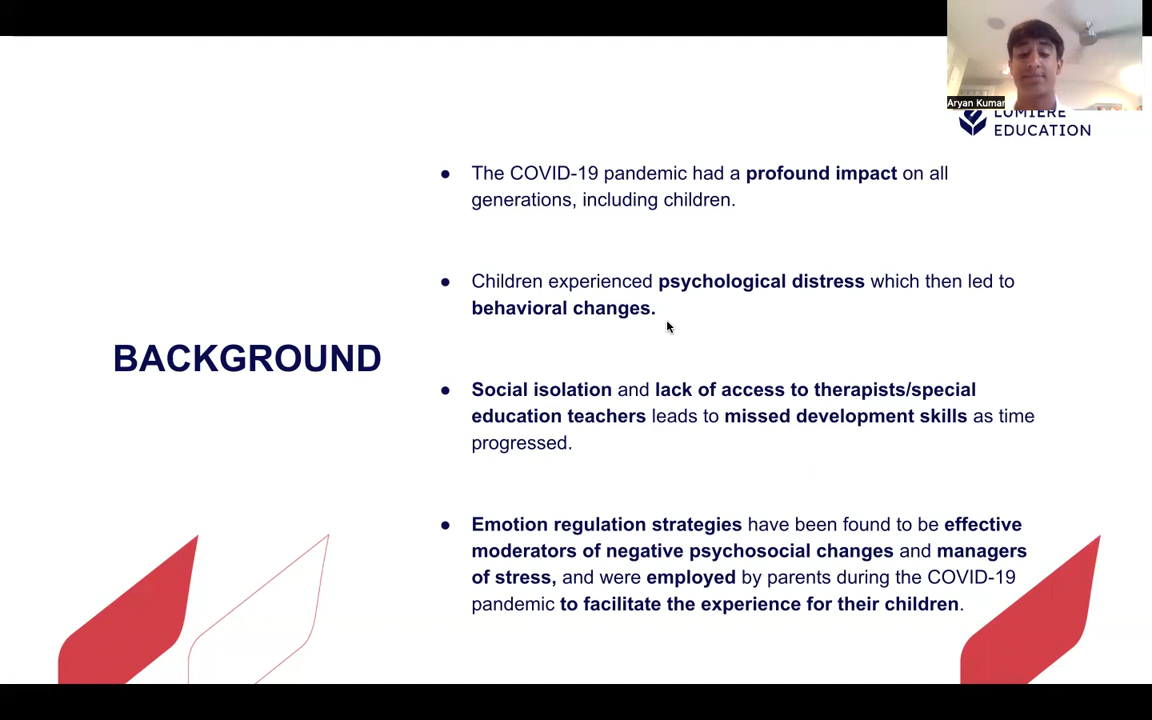 Aryan Kumar
LUMIERE
EDUCATION
BACKGROUND
● The COVID-19 pandemic had a profound impact on all
generations, including children.
● Children experienced psychological distress which then led to
behavioral changes.
● Social isolation and lack of access to therapists/special
education teachers leads to missed development skills as time
progressed.
● Emotion regulation strategies have been found to be effective
moderators of negative psychosocial changes and managers
of stress, and were employed by parents during the COVID-19
pandemic to facilitate the experience for their children.